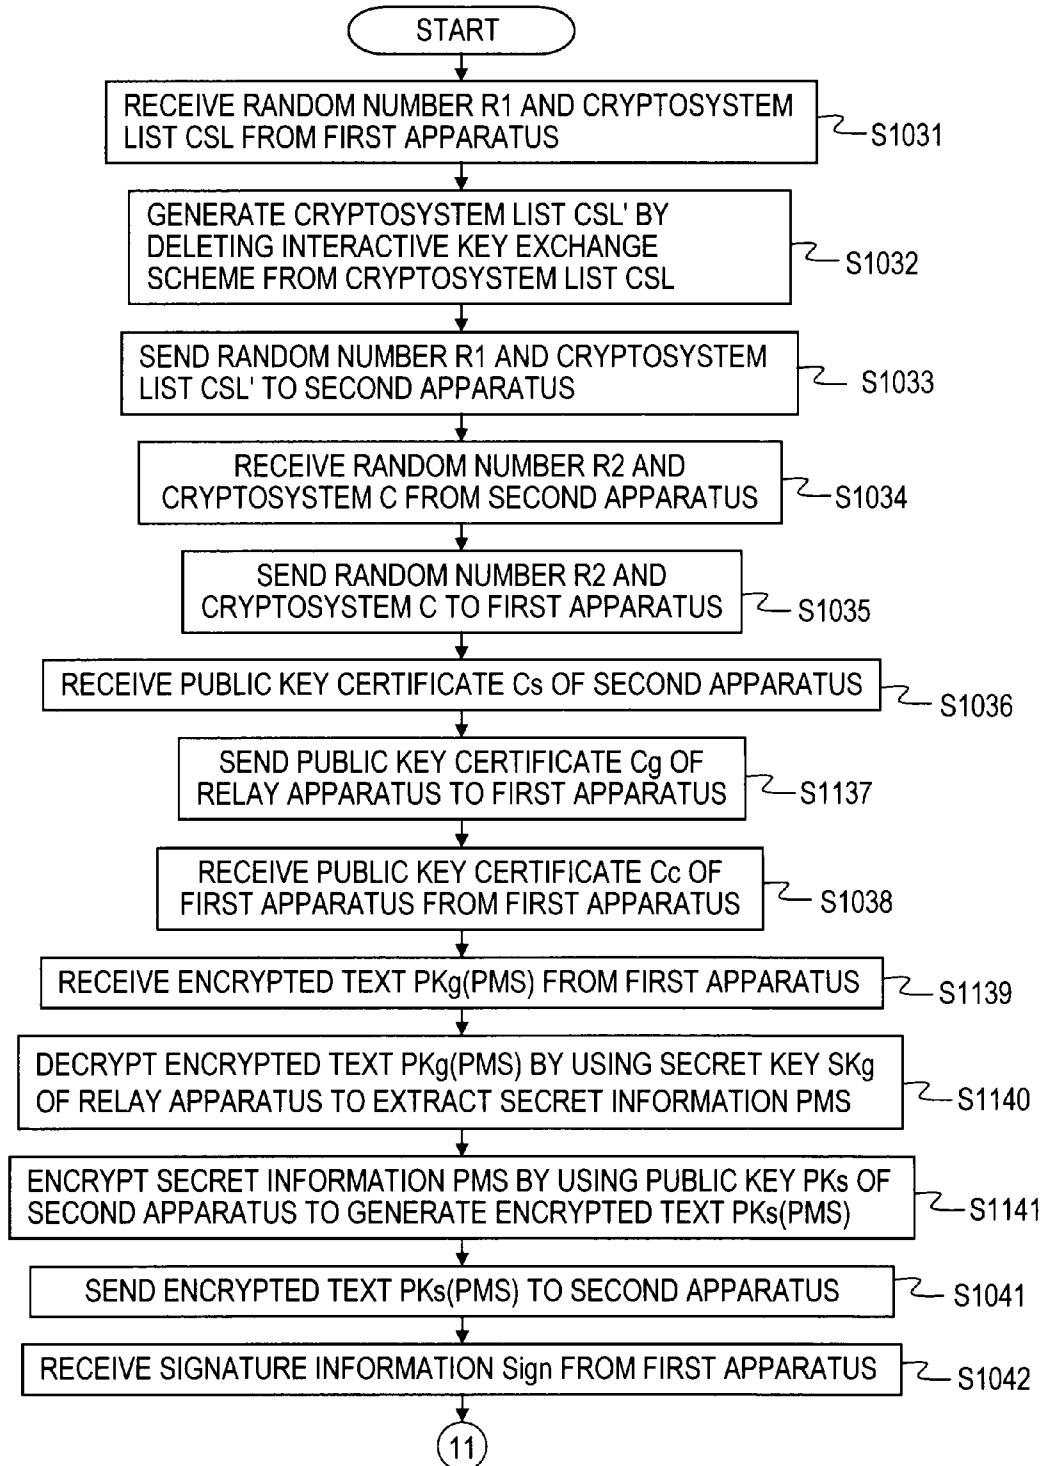 START
RECEIVE RANDOM NUMBER R1 AND CRYPTOSYSTEM
LIST CSL FROM FIRST APPARATUS
S1031
GENERATE CRYPTOSYSTEM LIST CSL' BY
DELETING INTERACTIVE KEY EXCHANGE
SCHEME FROM CRYPTOSYSTEM LIST CSL
S1032
SEND RANDOM NUMBER R1 AND CRYPTOSYSTEM
LIST CSL' TO SECOND APPARATUS
S1033
RECEIVE RANDOM NUMBER R2 AND
CRYPTOSYSTEM C FROM SECOND APPARATUS
S1034
SEND RANDOM NUMBER R2 AND
CRYPTOSYSTEM C TO FIRST APPARATUS
S1035
RECEIVE PUBLIC KEY CERTIFICATE Cs OF SECOND APPARATUS
S1036
SEND PUBLIC KEY CERTIFICATE Cg OF
RELAY APPARATUS TO FIRST APPARATUS
S1137
RECEIVE PUBLIC KEY CERTIFICATE Cc OF
FIRST APPARATUS FROM FIRST APPARATUS
S1038
RECEIVE ENCRYPTED TEXT PKg(PMS) FROM FIRST APPARATUS
S1139
DECRYPT ENCRYPTED TEXT PKg(PMS) BY USING SECRET KEY SKg
OF RELAY APPARATUS TO EXTRACT SECRET INFORMATION PMS
S1140
ENCRYPT SECRET INFORMATION PMS BY USING PUBLIC KEY PKs OF
SECOND APPARATUS TO GENERATE ENCRYPTED TEXT PKs(PMS)
S1141
SEND ENCRYPTED TEXT PKs(PMS) TO SECOND APPARATUS
S1041
RECEIVE SIGNATURE INFORMATION Sign FROM FIRST APPARATUS
S1042
11